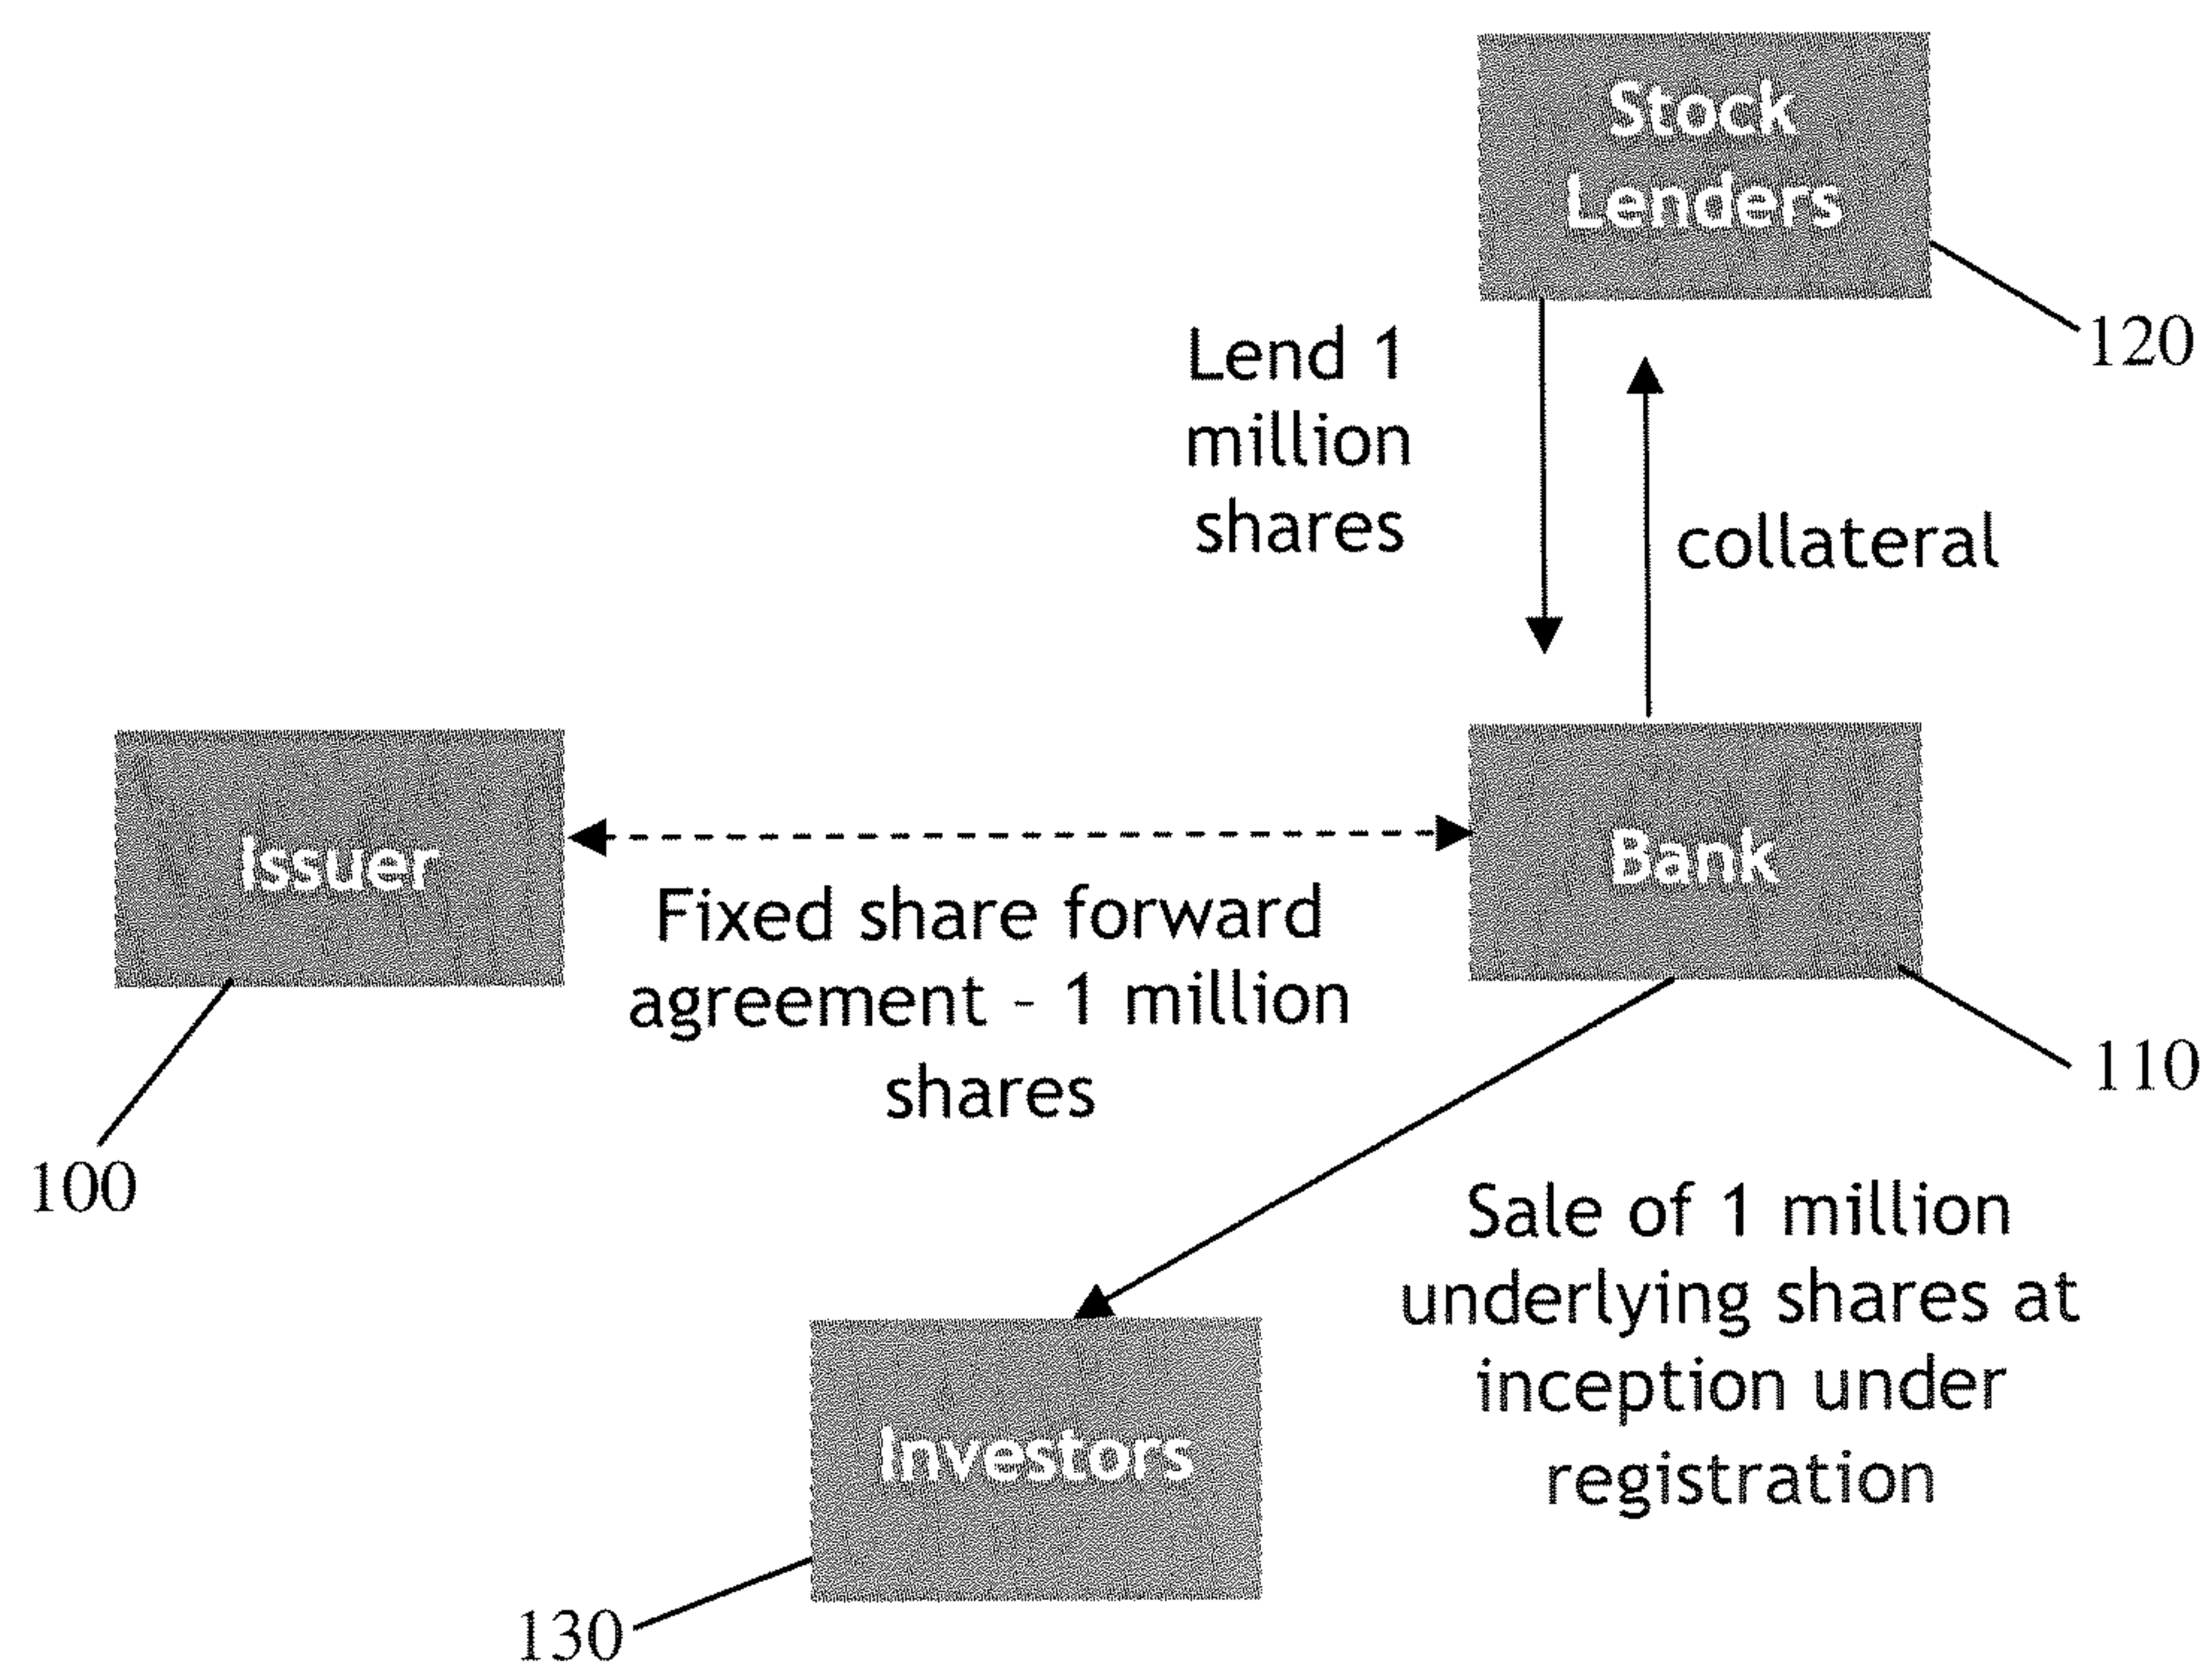 Stock
Lenders
120
Lend 1
million
shares
collateral
Issuer
Bank
Fixed share forward
agreement - 1 million
shares
100
110
Sale of 1 million
underlying shares at
inception under
registration
Investors
130